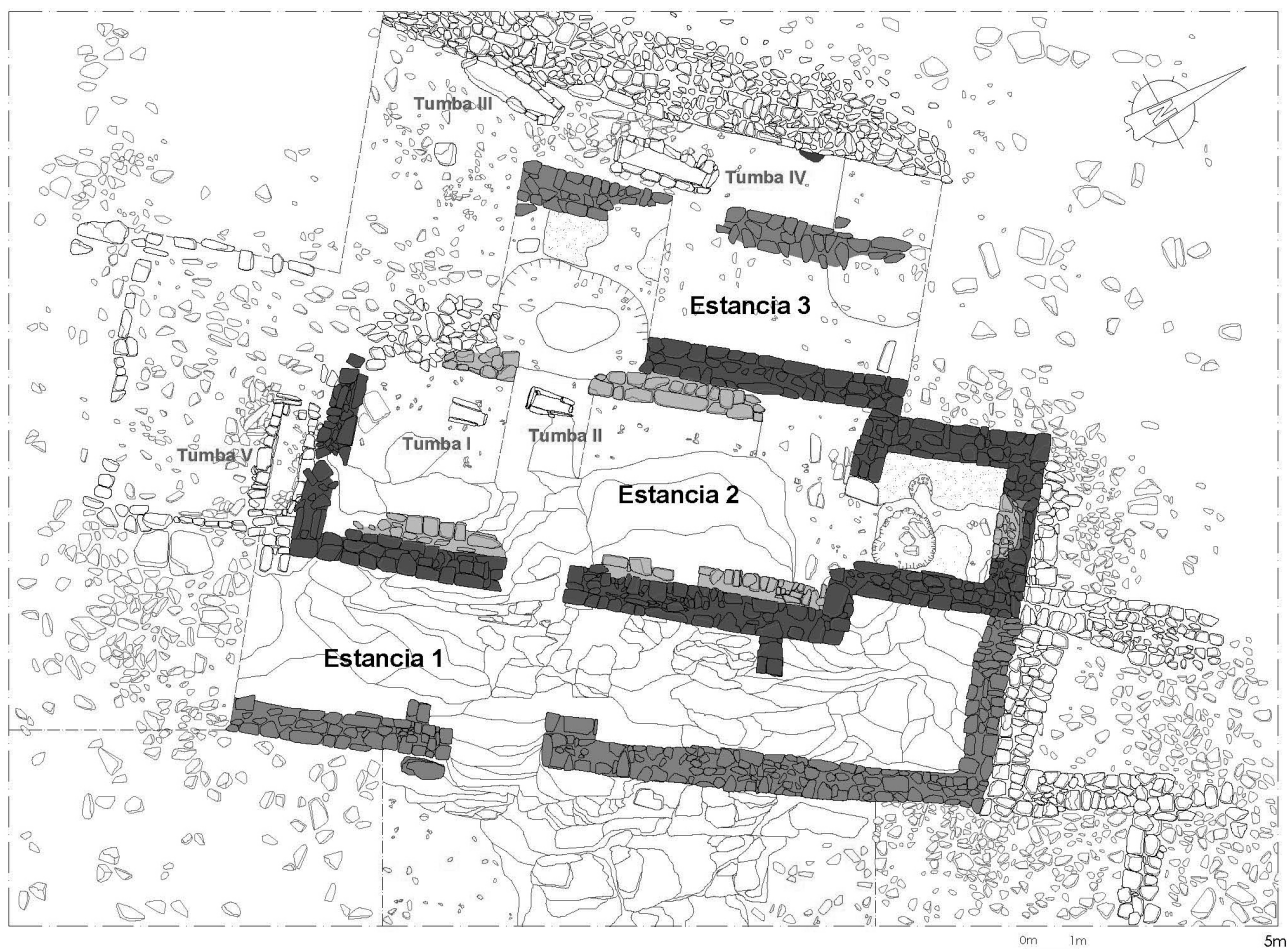 Tumba III
N
Tumba IV
Estancia 3
Tumba I
Tumba II
Tumba V
Estancia 2
Estancia 1
0m 1m 5m